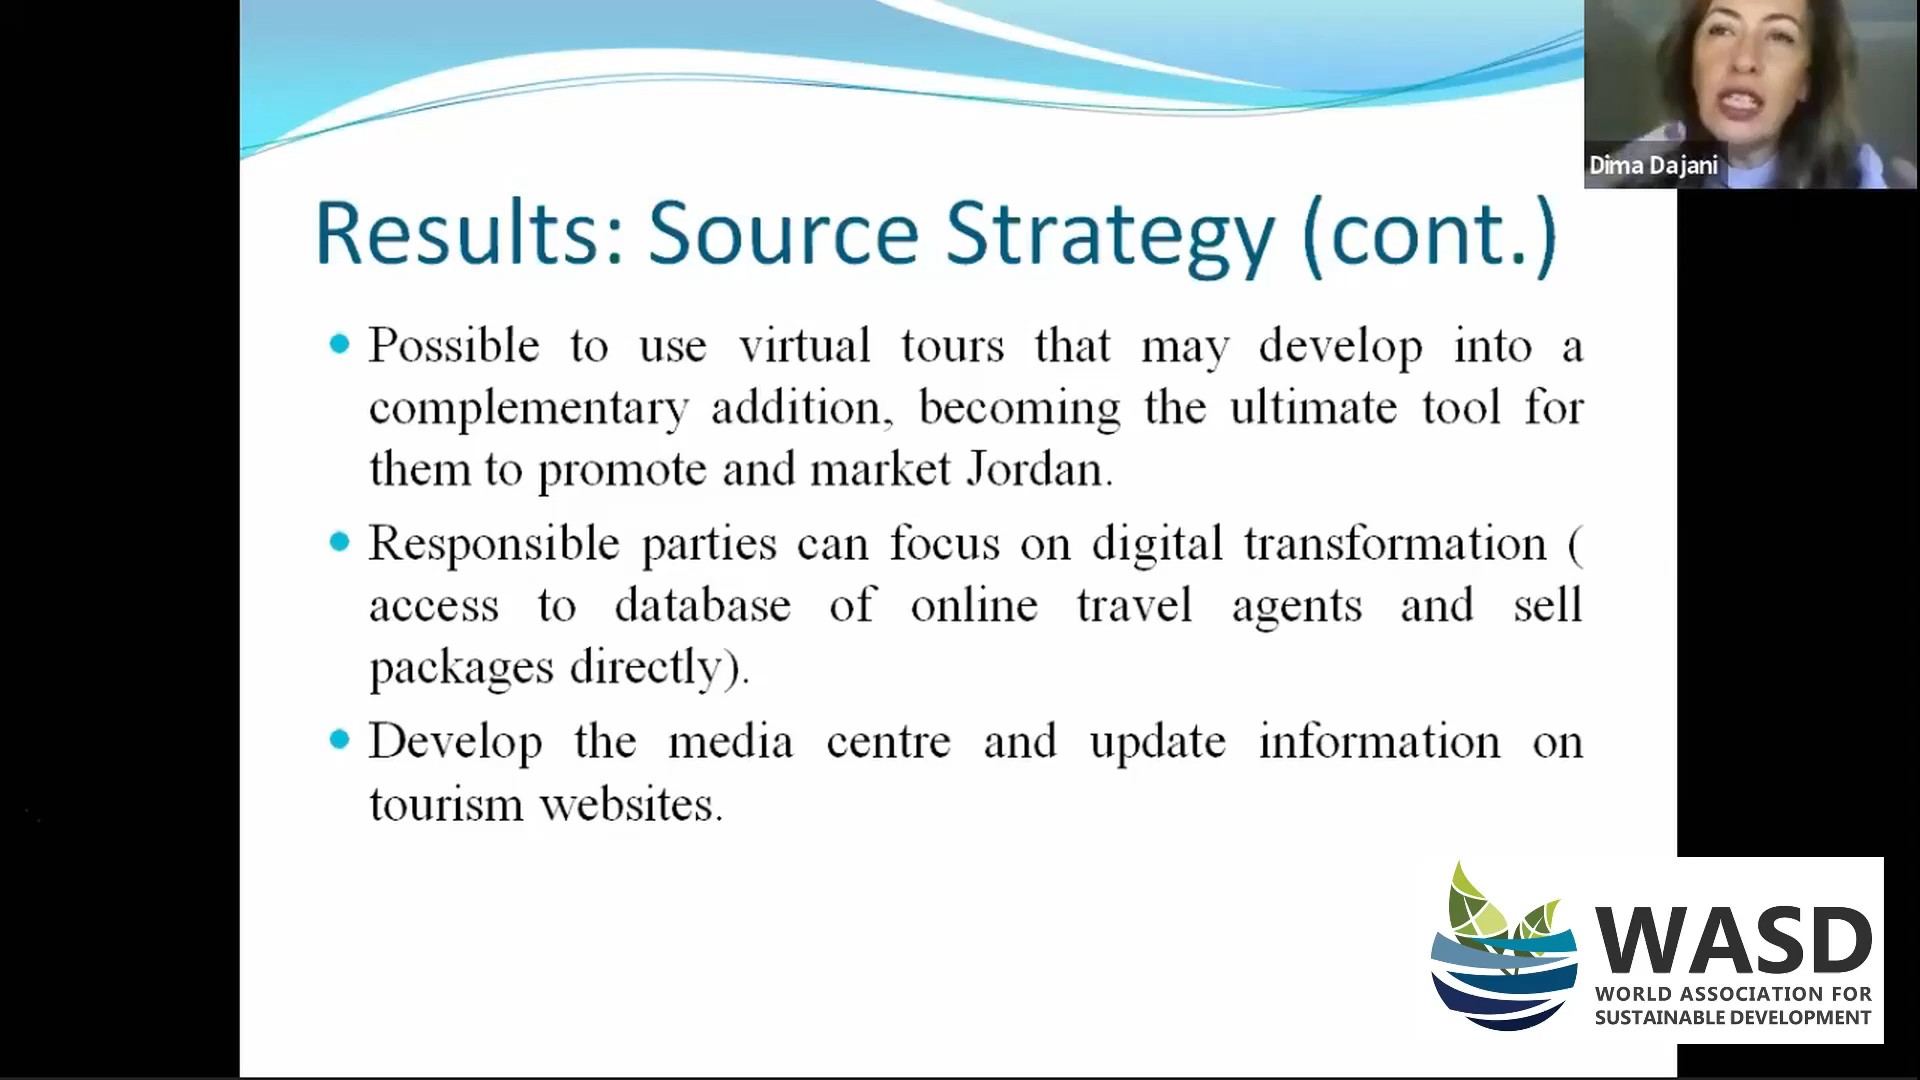 Dima Dajani
Results: Source Strategy (cont.)
Possible to use virtual tours that may develop into a
complementary addition, becoming the ultimate tool for
them to promote and market Jordan.
Responsible parties can focus on digital transformation (
access to database of online travel agents and sell
packages directly).
Develop the media centre and update information on
tourism websites.
WASD
WORLD ASSOCIATION FOR
SUSTAINABLE DEVELOPMENT